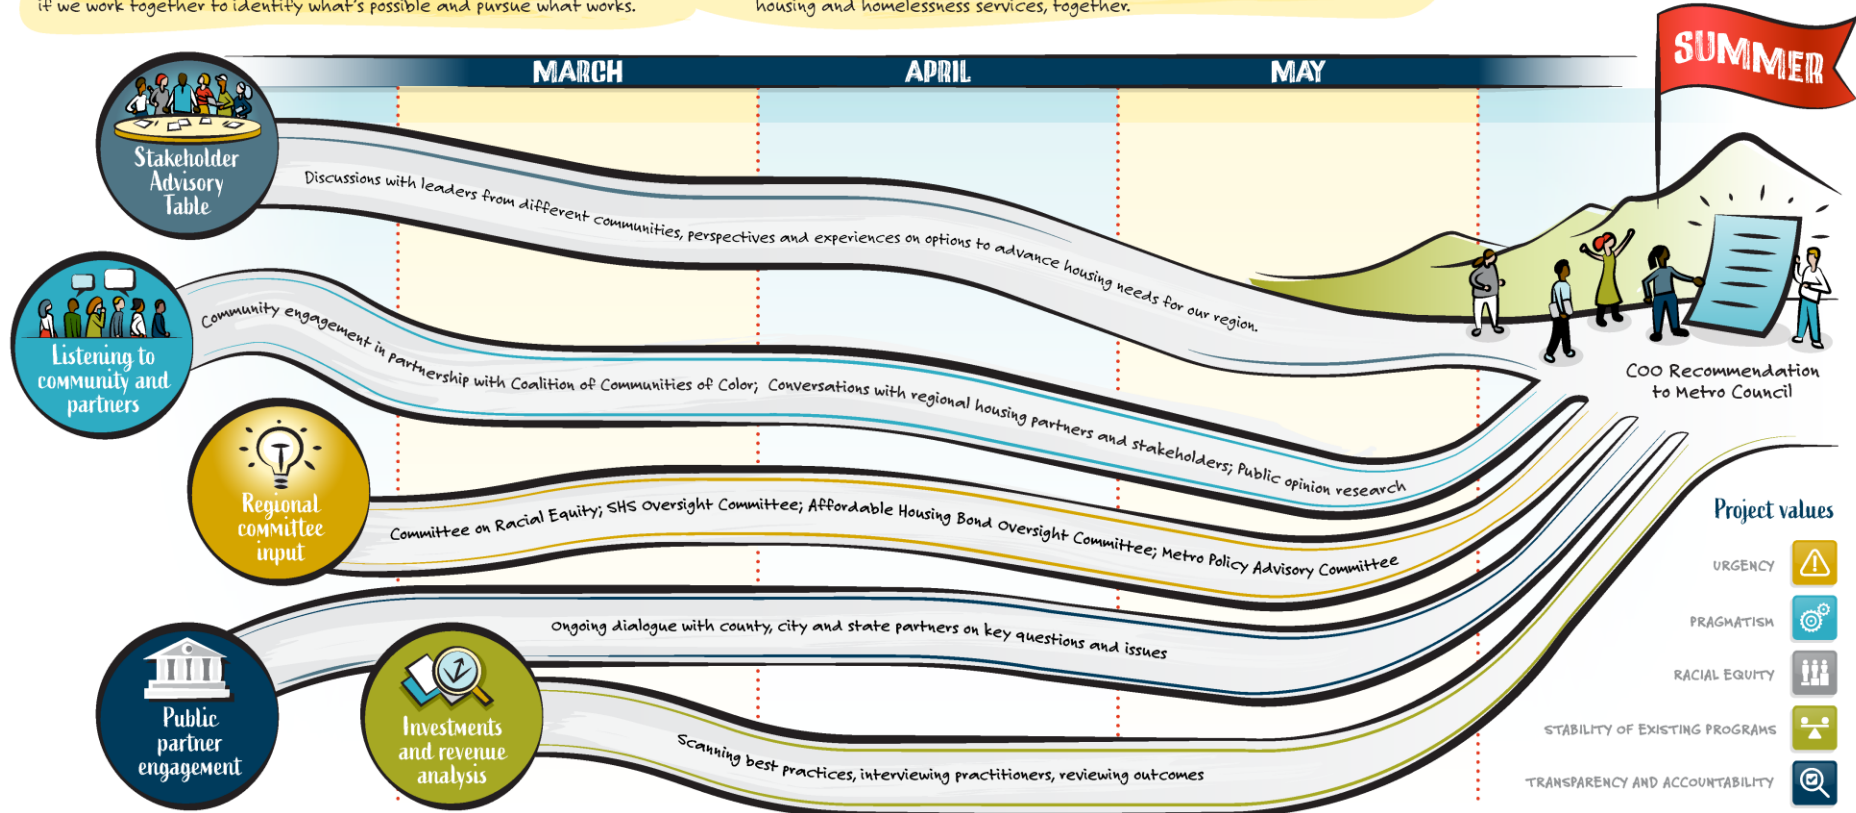 if we work together to identify what's possible and pursue what works.
housing and homelessness services, together.
MARCH
APRIL
MAY
SUMMER
Stakeholder
Advisory
Table
Discussions with leaders from different communities, perspectives and experiences on options to advance housing needs for our region.
Listening to
community and
partners
Community engagement in partnership with Coalition of Communities of Color; Conversations with regional housing partners and stakeholders; Public opinion research
COO Recommendation
to Metro Council
Regional
committee
input
Committee on Racial Equity; SHS Oversight Committee; Affordable Housing Bond Oversight Committee; Metro Policy Advisory Committee
Public
partner
engagement
Ongoing dialogue with county, city and state partners on key questions and issues
Investments
and revenue
analysis
Scanning best practices, interviewing practitioners, reviewing outcomes
Project values
URGENCY
PRAGMATISM
RACIAL EQUITY
STABILITY OF EXISTING PROGRAMS
TRANSPARENCY AND ACCOUNTABILITY